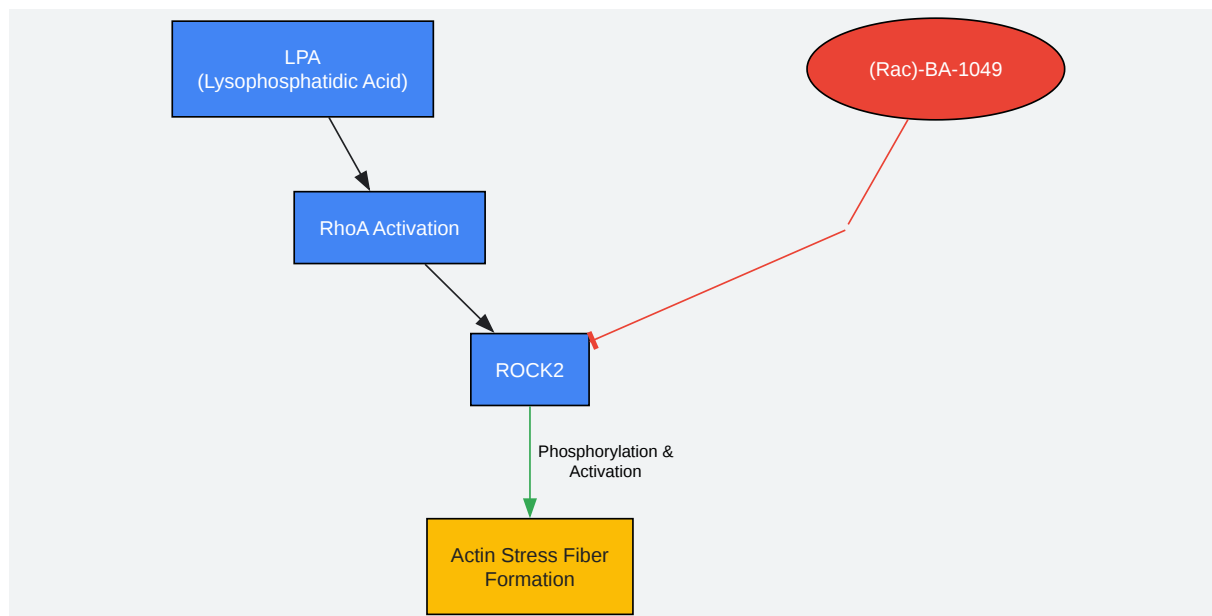 LPA
(Lysophosphatidic Acid)
(Rac)-BA-1049
RhoA Activation
ROCK2
Phosphorylation &
Activation
Actin Stress Fiber
Formation